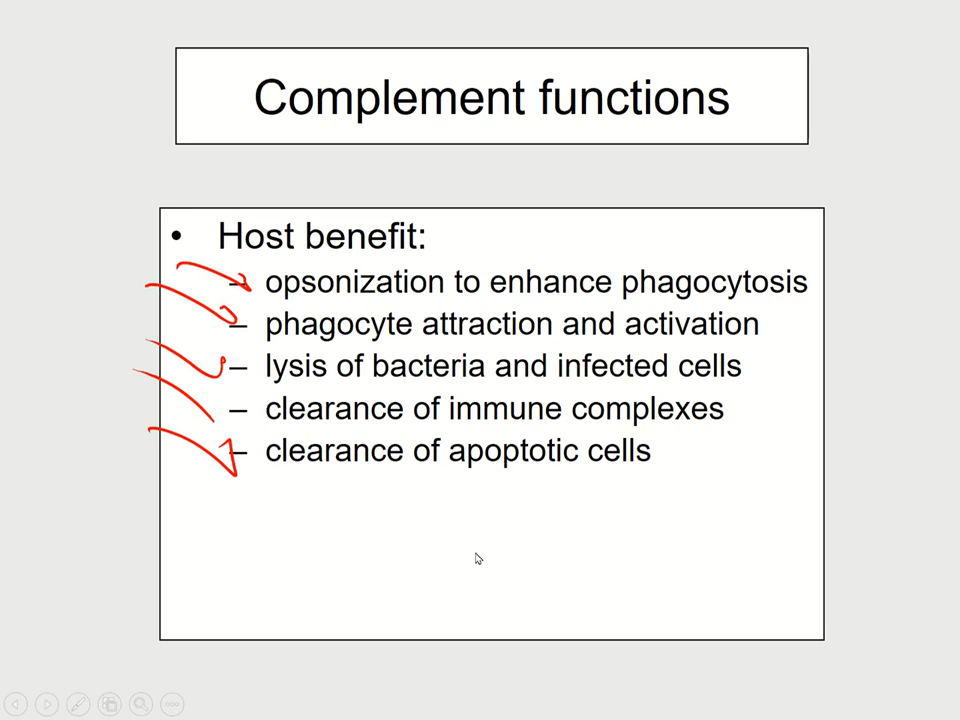 Complement functions
• Host benefit:
– opsonization to enhance phagocytosis
– phagocyte attraction and activation
– lysis of bacteria and infected cells
– clearance of immune complexes
– clearance of apoptotic cells